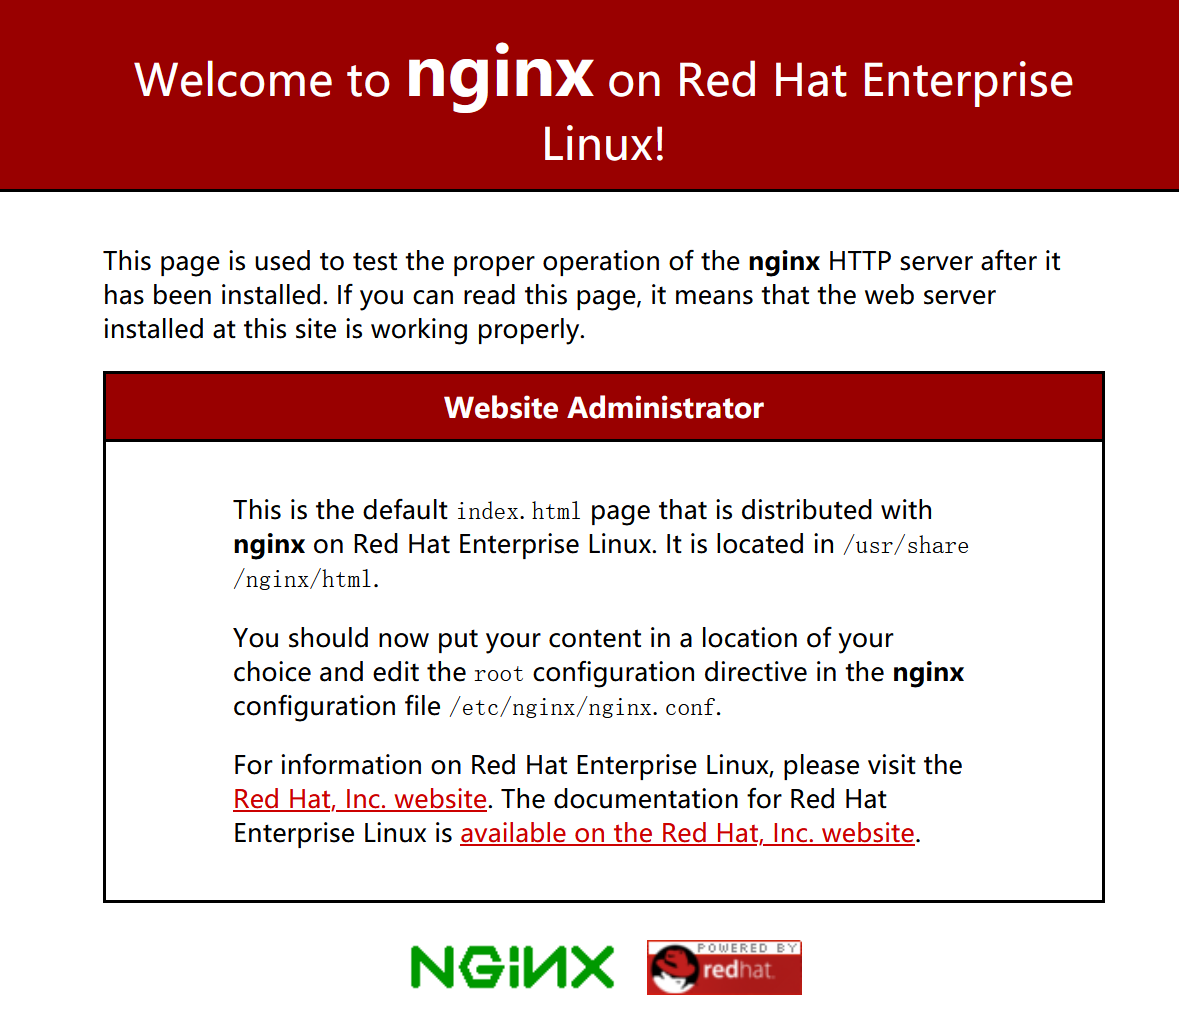 Welcome to nginx on Red Hat Enterprise
Linux!
This page is used to test the proper operation of the nginx HTTP server after it
has been installed. If you can read this page, it means that the web server
installed at this site is working properly.
Website Administrator
This is the default index.html page that is distributed with
nginx on Red Hat Enterprise Linux. It is located in /usr/share
/nginx/html.
You should now put your content in a location of your
choice and edit the root configuration directive in the nginx
configuration file /etc/nginx/nginx.conf.
For information on Red Hat Enterprise Linux, please visit the
Red Hat, Inc. website. The documentation for Red Hat
Enterprise Linux is available on the Red Hat, Inc. website.
NGiNX
POWERED BY
redhat.